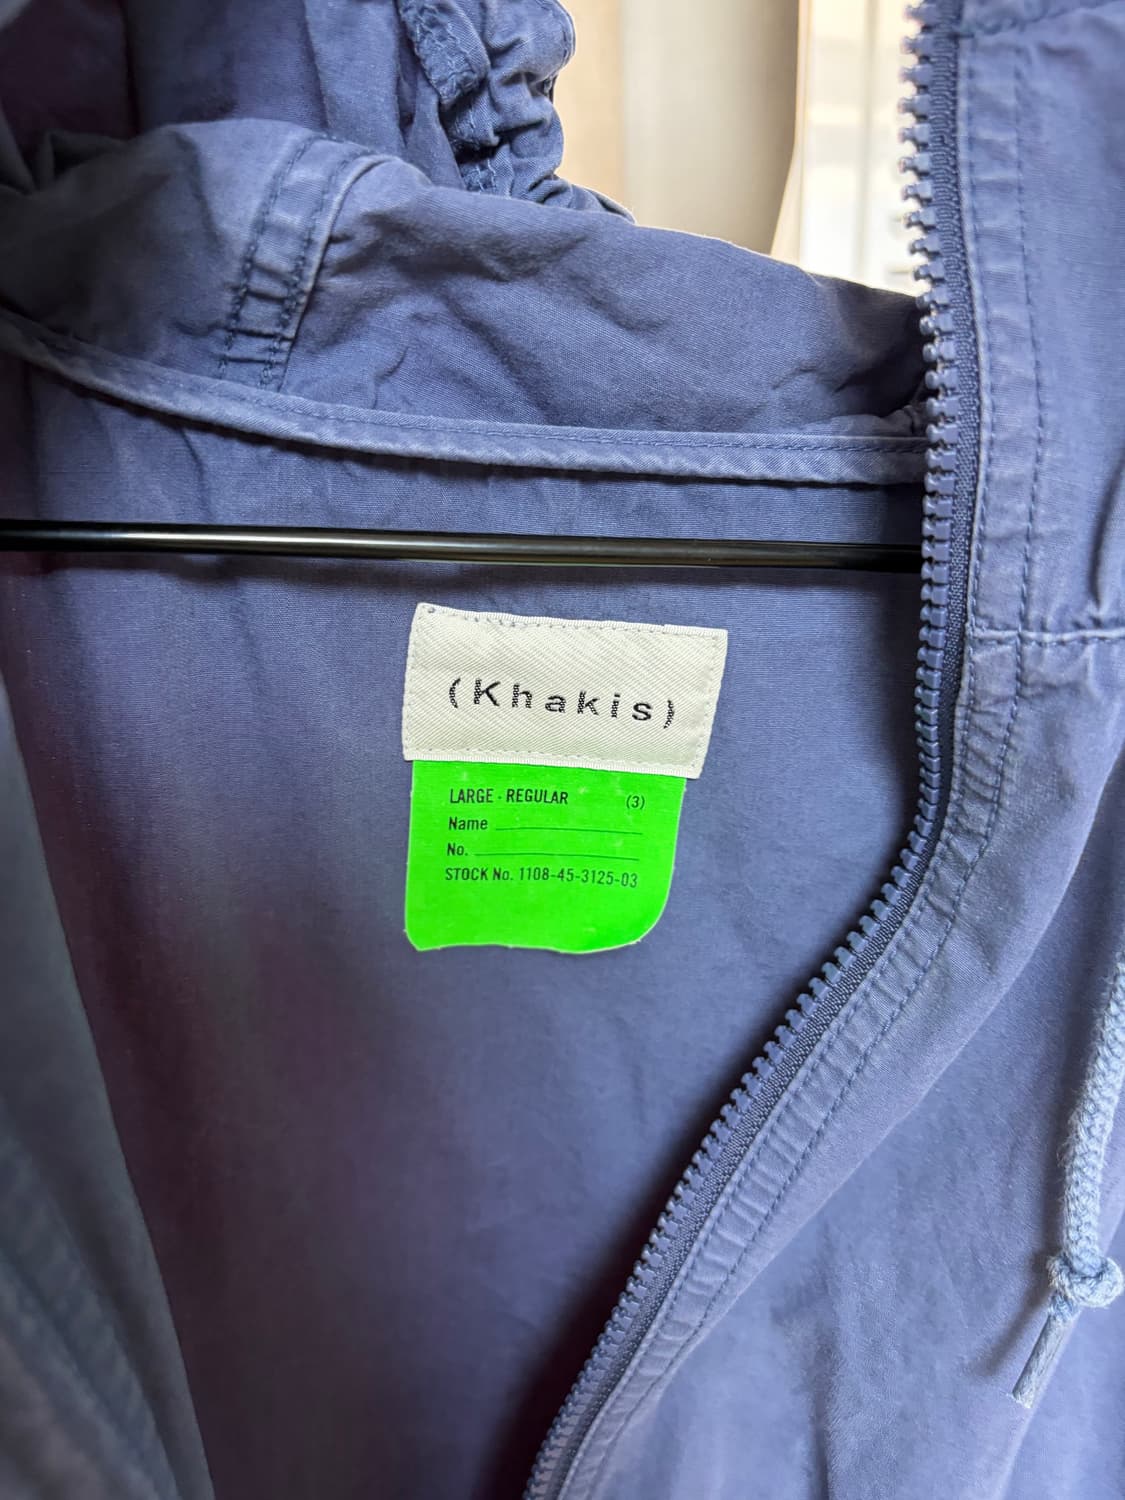 (Khakis)
LARGE - REGULAR (3)
Name
No.
STOCK No. 1108-45-3125-03